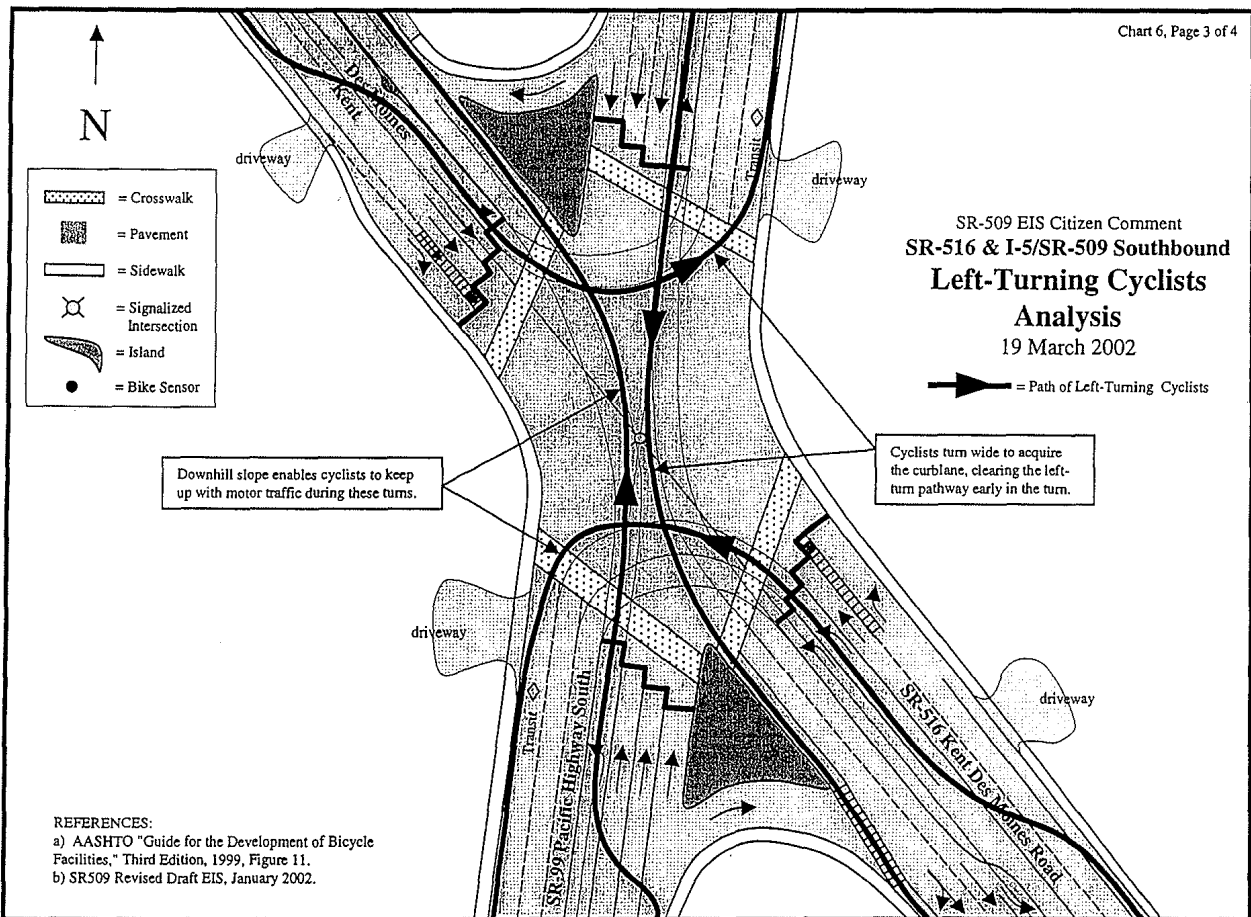 Chart 6, Page 3 of 4
N
= Crosswalk
= Pavement
= Sidewalk
= Signalized
Intersection
= Island
= Bike Sensor
SR-509 EIS Citizen Comment
SR-516 & I-5/SR-509 Southbound
Left-Turning Cyclists
Analysis
19 March 2002
= Path of Left-Turning Cyclists
Des Moines
Kent
driveway
Transit
driveway
Downhill slope enables cyclists to keep
up with motor traffic during these turns.
Cyclists turn wide to acquire
the curblane, clearing the left-
turn pathway early in the turn.
driveway
Transit
SR-99 Pacific Highway South
SR-516 Kent Des Moines Road
driveway
REFERENCES:
a) AASHTO "Guide for the Development of Bicycle
Facilities," Third Edition, 1999, Figure 11.
b) SR509 Revised Draft EIS, January 2002.